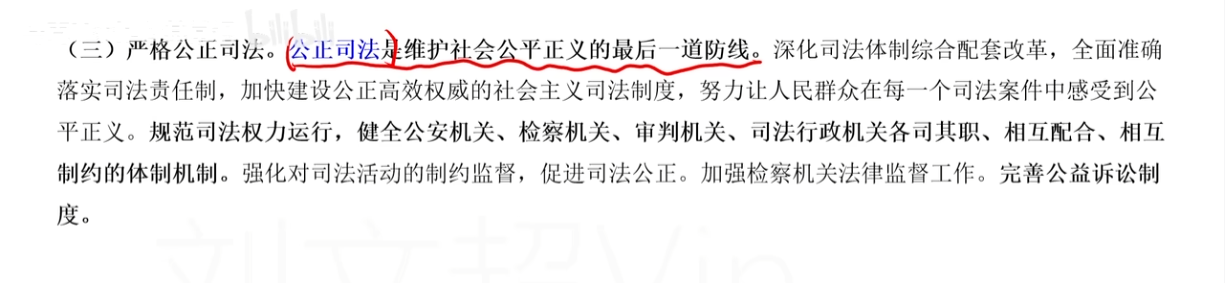 （三）严格公正司法。公正司法是维护社会公平正义的最后一道防线。深化司法体制综合配套改革，全面准确
落实司法责任制，加快建设公正高效权威的社会主义司法制度，努力让人民群众在每一个司法案件中感受到公
平正义。规范司法权力运行，健全公安机关、检察机关、审判机关、司法行政机关各司其职、相互配合、相互
制约的体制机制。强化对司法活动的制约监督，促进司法公正。加强检察机关法律监督工作。完善公益诉讼制
度。